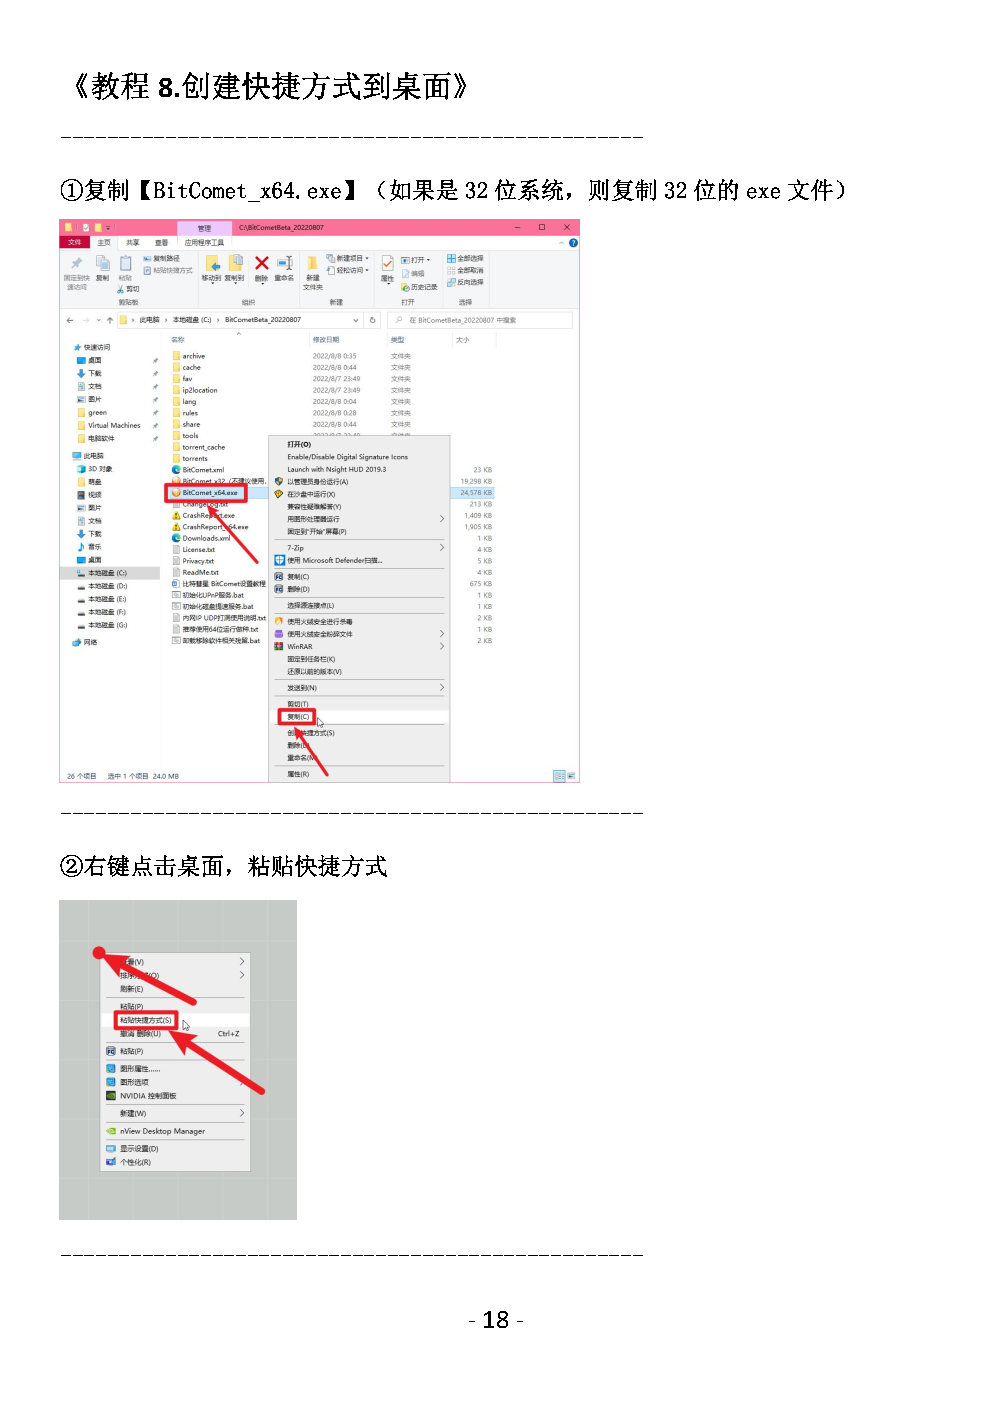 《教程 8.创建快捷方式到桌面》
①复制【BitComet_x64.exe】（如果是 32 位系统，则复制 32 位的 exe 文件）
管理 C:\BitCometBeta_20220807
文件 主页 共享 查看 应用程序工具
固定到快速访问 复制 粘贴 复制路径 粘贴快捷方式 剪切 移动到 复制到 删除 重命名 新建文件夹 新建项目 轻松访问 属性 打开 编辑 历史记录 全部选择 全部取消 反向选择
剪贴板 组织 新建 打开 选择
此电脑 › 本地磁盘 (C:) › BitCometBeta_20220807 在 BitCometBeta_20220807 中搜索
名称 修改日期 类型 大小
快速访问
桌面
下载
文档
图片
green
Virtual Machines
电脑软件
此电脑
3D 对象
萌盘
视频
图片
文档
下载
音乐
桌面
本地磁盘 (C:)
本地磁盘 (D:)
本地磁盘 (E:)
本地磁盘 (F:)
本地磁盘 (G:)
网络
archive 2022/8/8 0:35 文件夹
cache 2022/8/8 0:44 文件夹
fav 2022/8/7 23:49 文件夹
ip2location 2022/8/7 23:49 文件夹
lang 2022/8/8 0:04 文件夹
rules 2022/8/8 0:28 文件夹
share 2022/8/8 0:44 文件夹
tools
torrent_cache
torrents
BitComet.xml 23 KB
BitComet_x32（不建议使用. 19,298 KB
BitComet_x64.exe 24,578 KB
ChangeLog.txt 213 KB
CrashReport.exe 1,409 KB
CrashReport_x64.exe 1,905 KB
Downloads.xml 1 KB
License.txt 4 KB
Privacy.txt 5 KB
ReadMe.txt 4 KB
比特彗星 BitComet设置教程 675 KB
初始化UPnP服务.bat 1 KB
初始化磁盘提速服务.bat 1 KB
内网IP UDP打洞使用说明.txt 2 KB
推荐使用64位运行做种.txt 1 KB
卸载移除软件相关残留.bat 2 KB
打开(O)
Enable/Disable Digital Signature Icons
Launch with Nsight HUD 2019.3
以管理员身份运行(A)
在沙盘中运行(X)
兼容性疑难解答(Y)
用图形处理器运行
固定到"开始"屏幕(P)
7-Zip
使用 Microsoft Defender扫描...
复制(C)
删除(D)
选择源连接点(L)
使用火绒安全进行杀毒
使用火绒安全粉碎文件
WinRAR
固定到任务栏(K)
还原以前的版本(V)
发送到(N)
剪切(T)
复制(C)
创建快捷方式(S)
删除(D)
重命名(M)
属性(R)
26 个项目 选中 1 个项目 24.0 MB
②右键点击桌面，粘贴快捷方式
查看(V)
排序方式(O)
刷新(E)
粘贴(P)
粘贴快捷方式(S)
撤消 删除(U) Ctrl+Z
粘贴(P)
图形属性......
图形选项
NVIDIA 控制面板
新建(W)
nView Desktop Manager
显示设置(D)
个性化(R)
- 18 -